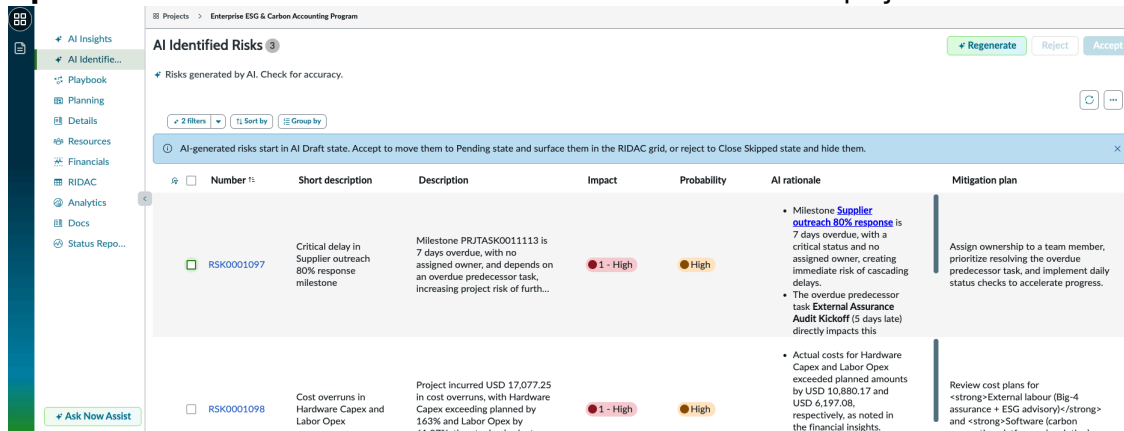 Projects > Enterprise ESG & Carbon Accounting Program
AI Insights
AI Identifie...
Playbook
Planning
Details
Resources
Financials
RIDAC
Analytics
Docs
Status Repo...
Ask Now Assist
AI Identified Risks 3
Regenerate
Reject
Accept
Risks generated by AI. Check for accuracy.
2 filters
Sort by
Group by
AI-generated risks start in AI Draft state. Accept to move them to Pending state and surface them in the RIDAC grid, or reject to Close Skipped state and hide them.
Number
Short description
Description
Impact
Probability
AI rationale
Mitigation plan
RSK0001097
Critical delay in
Supplier outreach
80% response
milestone
Milestone PRJTASK0011113 is
7 days overdue, with no
assigned owner, and depends on
an overdue predecessor task,
increasing project risk of furth...
1 - High
High
Milestone Supplier
outreach 80% response is
7 days overdue, with a
critical status and no
assigned owner, creating
immediate risk of cascading
delays.
The overdue predecessor
task External Assurance
Audit Kickoff (5 days late)
directly impacts this
Assign ownership to a team member,
prioritize resolving the overdue
predecessor task, and implement daily
status checks to accelerate progress.
RSK0001098
Cost overruns in
Hardware Capex and
Labor Opex
Project incurred USD 17,077.25
in cost overruns, with Hardware
Capex exceeding planned by
163% and Labor Opex by
1 - High
High
Actual costs for Hardware
Capex and Labor Opex
exceeded planned amounts
by USD 10,880.17 and
USD 6,197.08,
respectively, as noted in
the financial insights.
Review cost plans for
<strong>External labour (Big-4
assurance + ESG advisory)</strong>
and <strong>Software (carbon